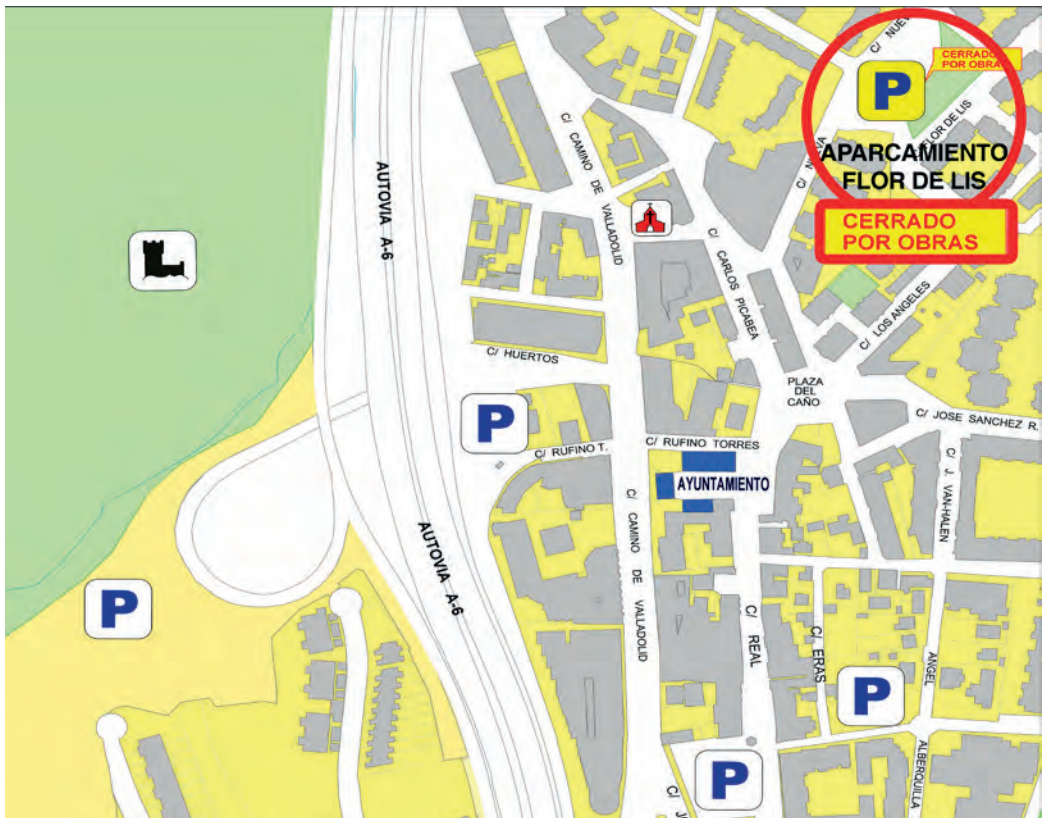 C/ NUEVA
CERRADO
POR OBRAS
P
C/ FLOR DE LIS
APARCAMIENTO
FLOR DE LIS
CERRADO
POR OBRAS
C/ NUEVA
C/ CAMINO DE VALLADOLID
AUTOVIA A-6
C/ CARLOS PICABEA
C/ LOS ANGELES
C/ HUERTOS
PLAZA
DEL
CAÑO
P
C/ JOSE SANCHEZ R.
C/ RUFINO T.
C/ RUFINO TORRES
AYUNTAMIENTO
C/ J. VAN-HALEN
C/ CAMINO DE VALLADOLID
AUTOVIA A-6
P
C/ REAL
C/ ERAS
ANGEL
P
ALBERQUILLA
P